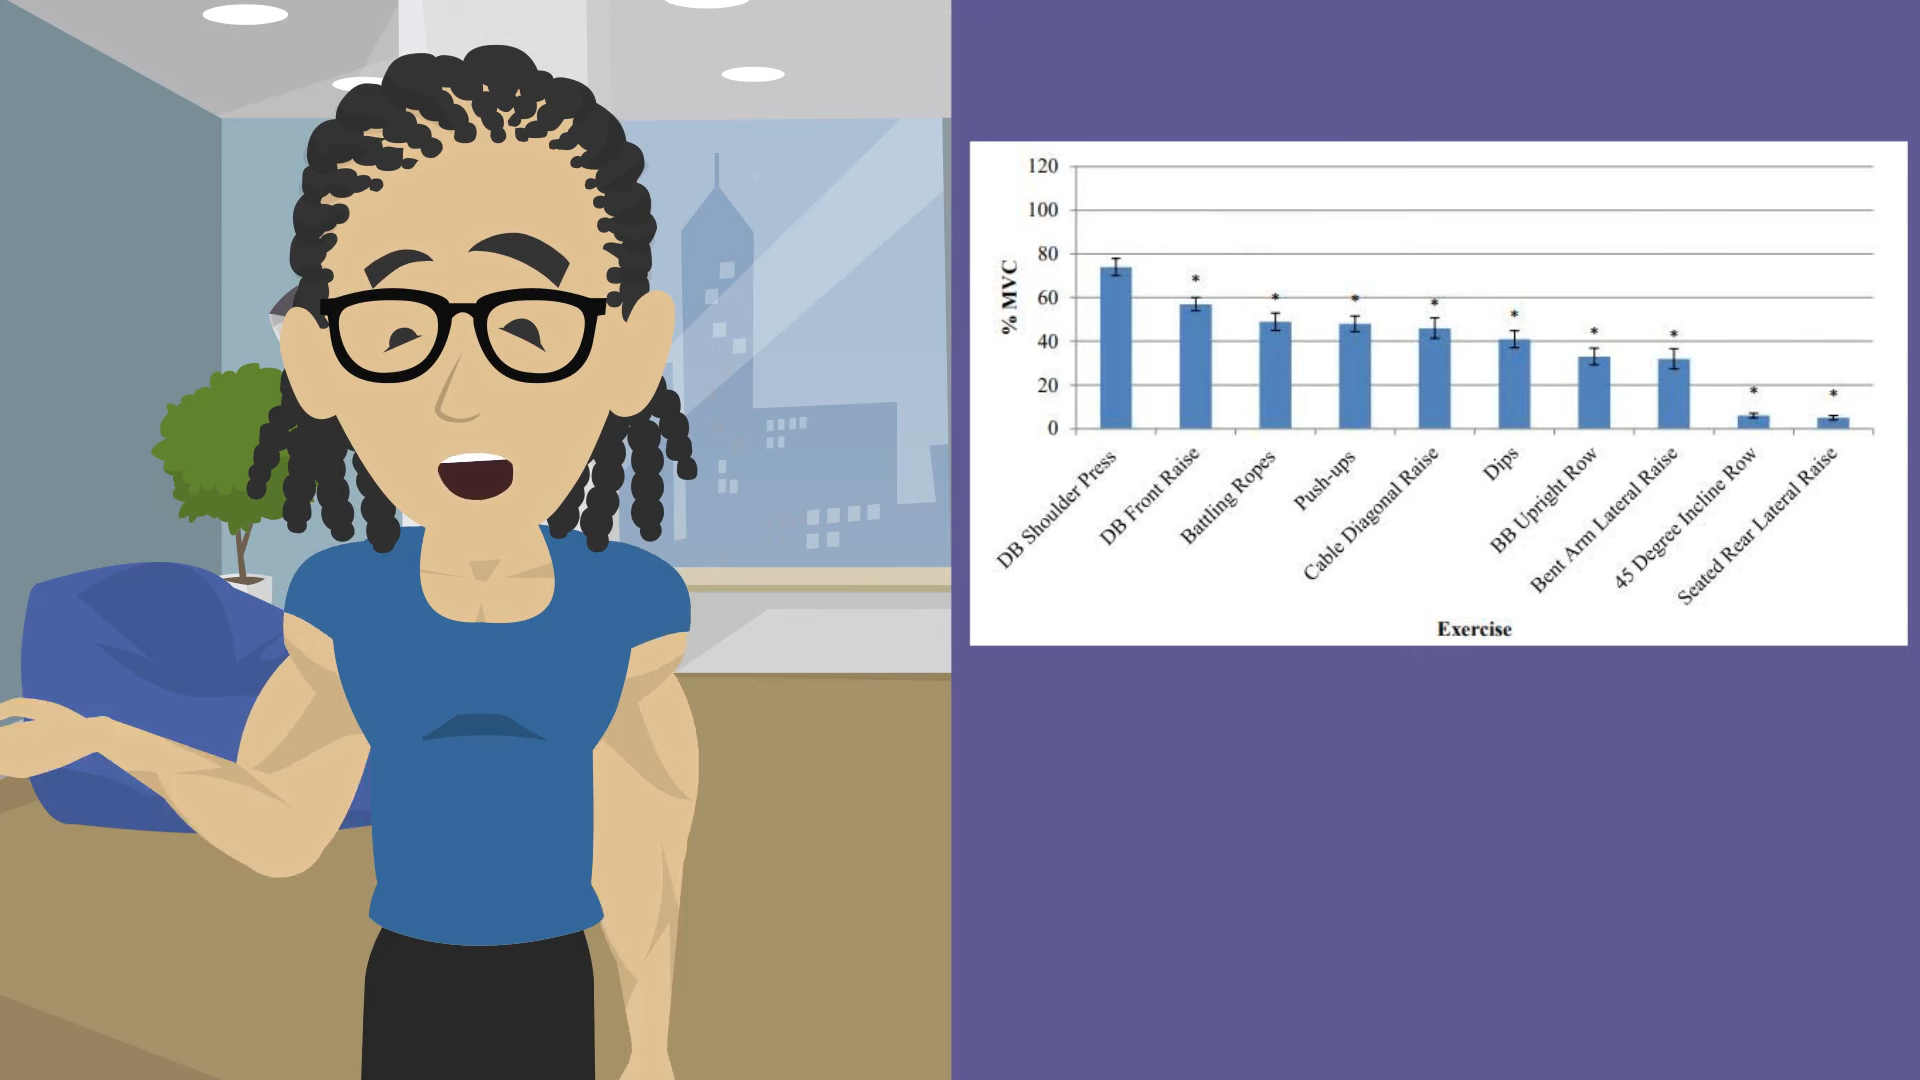 120
100
80
60
40
20
0
% MVC
* * * * * * * * *
DB Shoulder Press
DB Front Raise
Battling Ropes
Push-ups
Cable Diagonal Raise
Dips
BB Upright Row
Bent Arm Lateral Raise
45 Degree Incline Row
Seated Rear Lateral Raise
Exercise